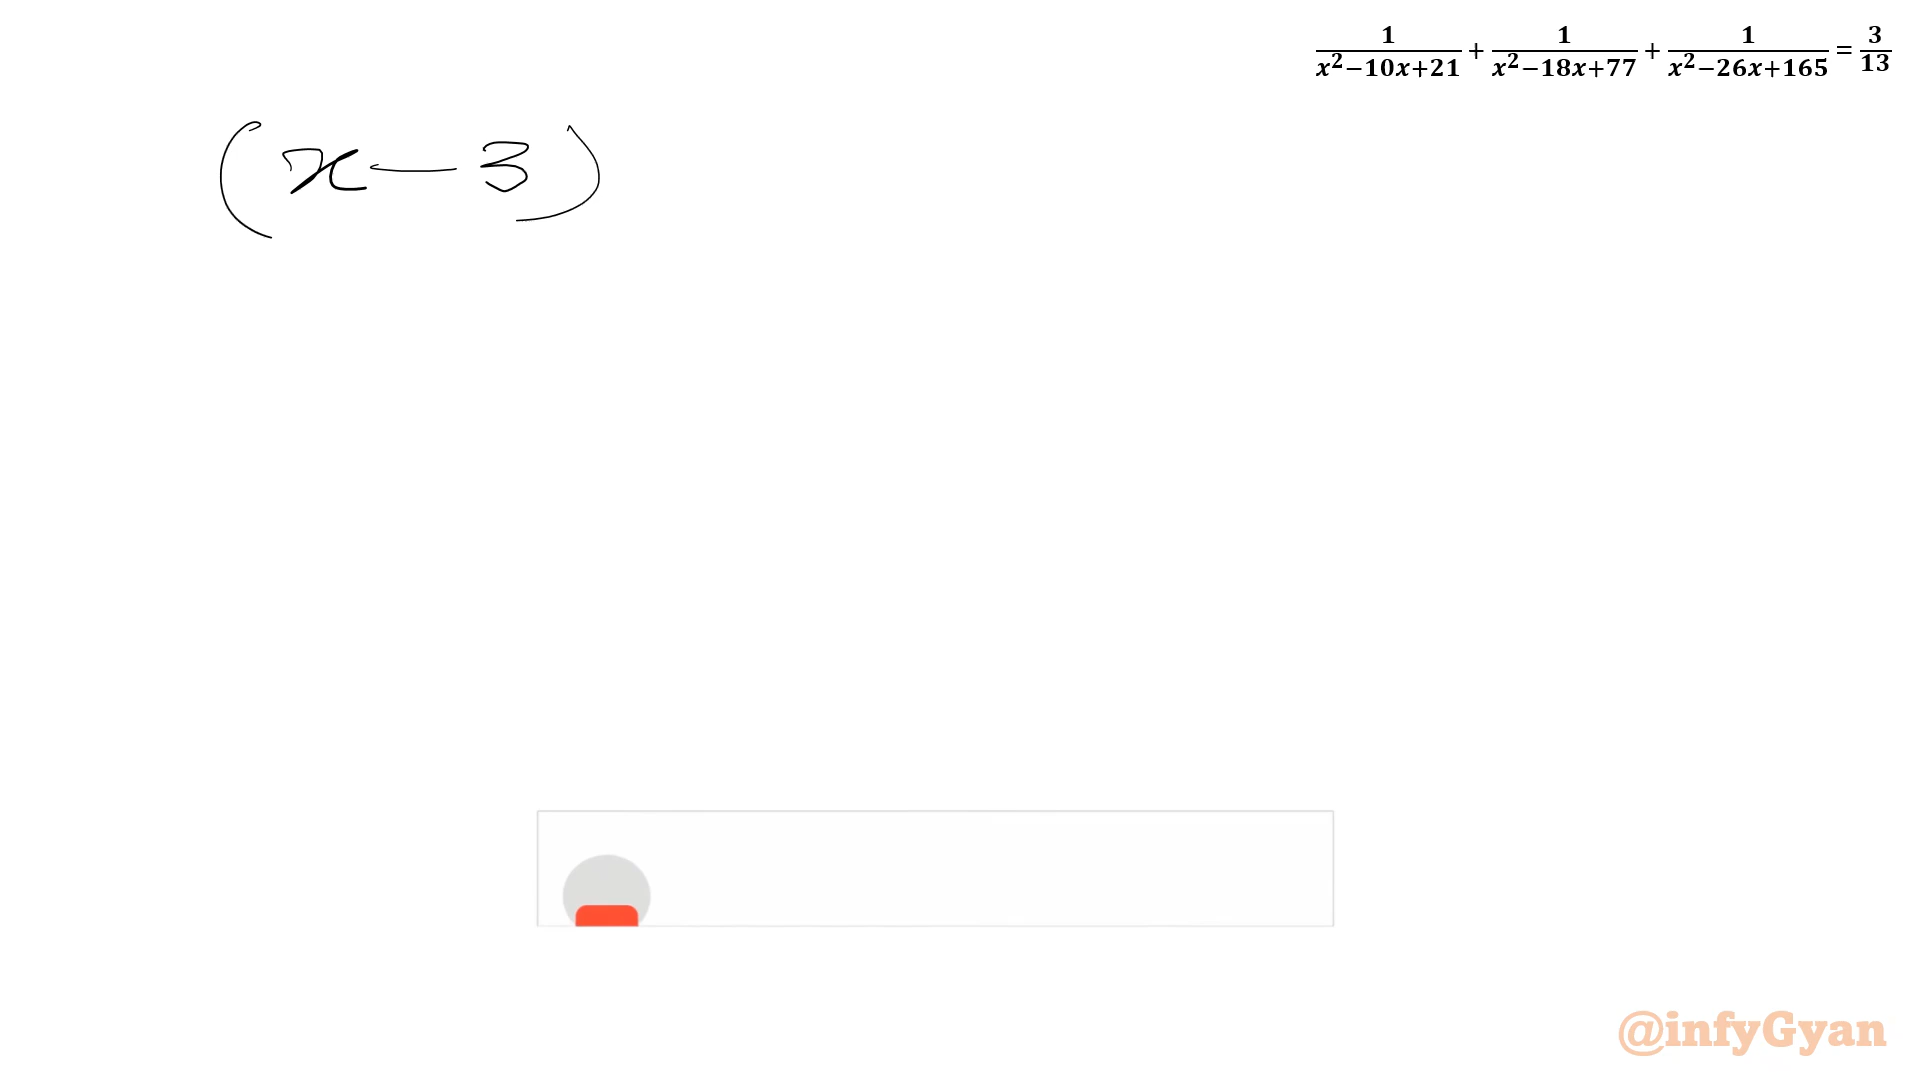 1/(x²−10x+21) + 1/(x²−18x+77) + 1/(x²−26x+165) = 3/13
(x − 3)
@infyGyan